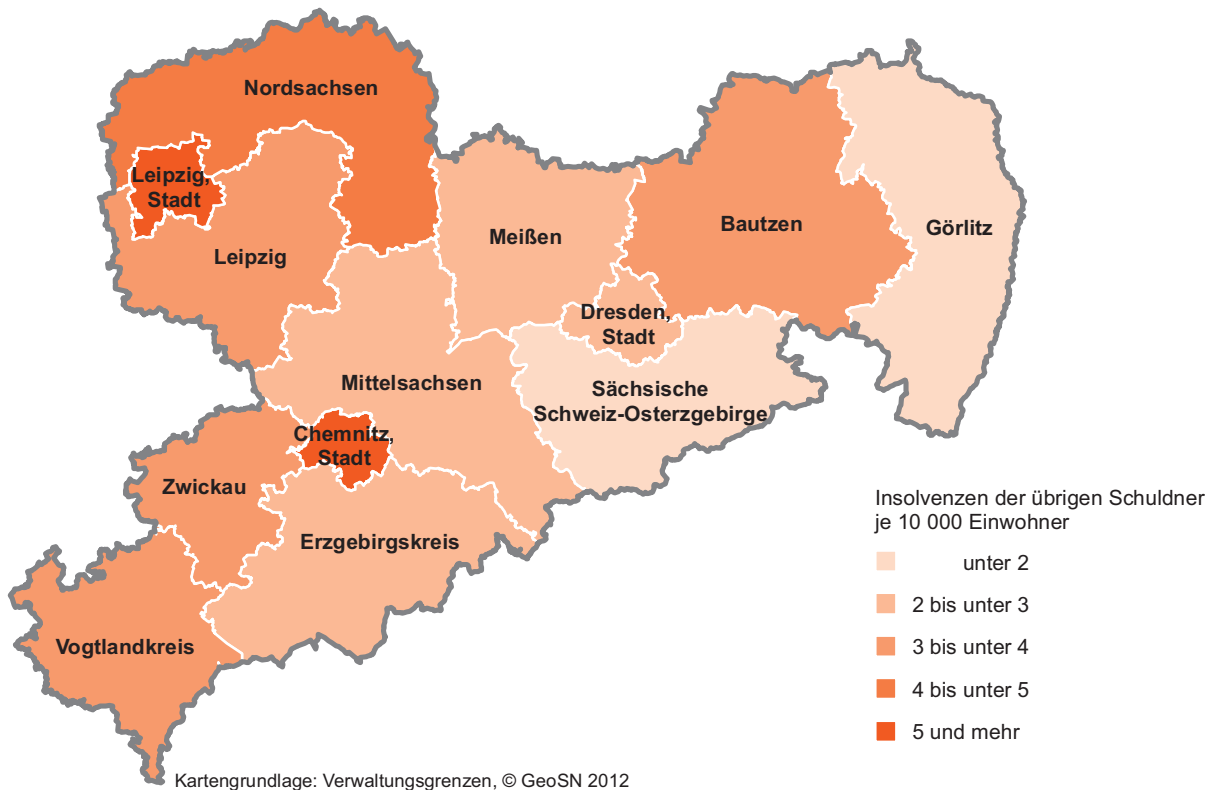 Nordsachsen
Leipzig,
Stadt
Leipzig
Meißen
Bautzen
Görlitz
Dresden,
Stadt
Mittelsachsen
Sächsische
Schweiz-Osterzgebirge
Chemnitz,
Stadt
Zwickau
Erzgebirgskreis
Vogtlandkreis
Insolvenzen der übrigen Schuldner
je 10 000 Einwohner
unter 2
2 bis unter 3
3 bis unter 4
4 bis unter 5
5 und mehr
Kartengrundlage: Verwaltungsgrenzen, © GeoSN 2012